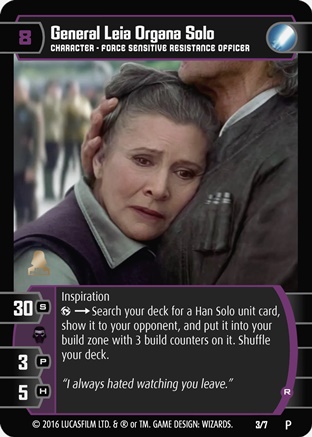 8
General Leia Organa Solo
CHARACTER - FORCE SENSITIVE RESISTANCE OFFICER
Inspiration
→Search your deck for a Han Solo unit card,
show it to your opponent, and put it into your
build zone with 3 build counters on it. Shuffle
your deck.
"I always hated watching you leave."
30 S
3 P
5 H
R
© 2016 LUCASFILM LTD. & ® or TM. GAME DESIGN: WIZARDS. 3/7 P